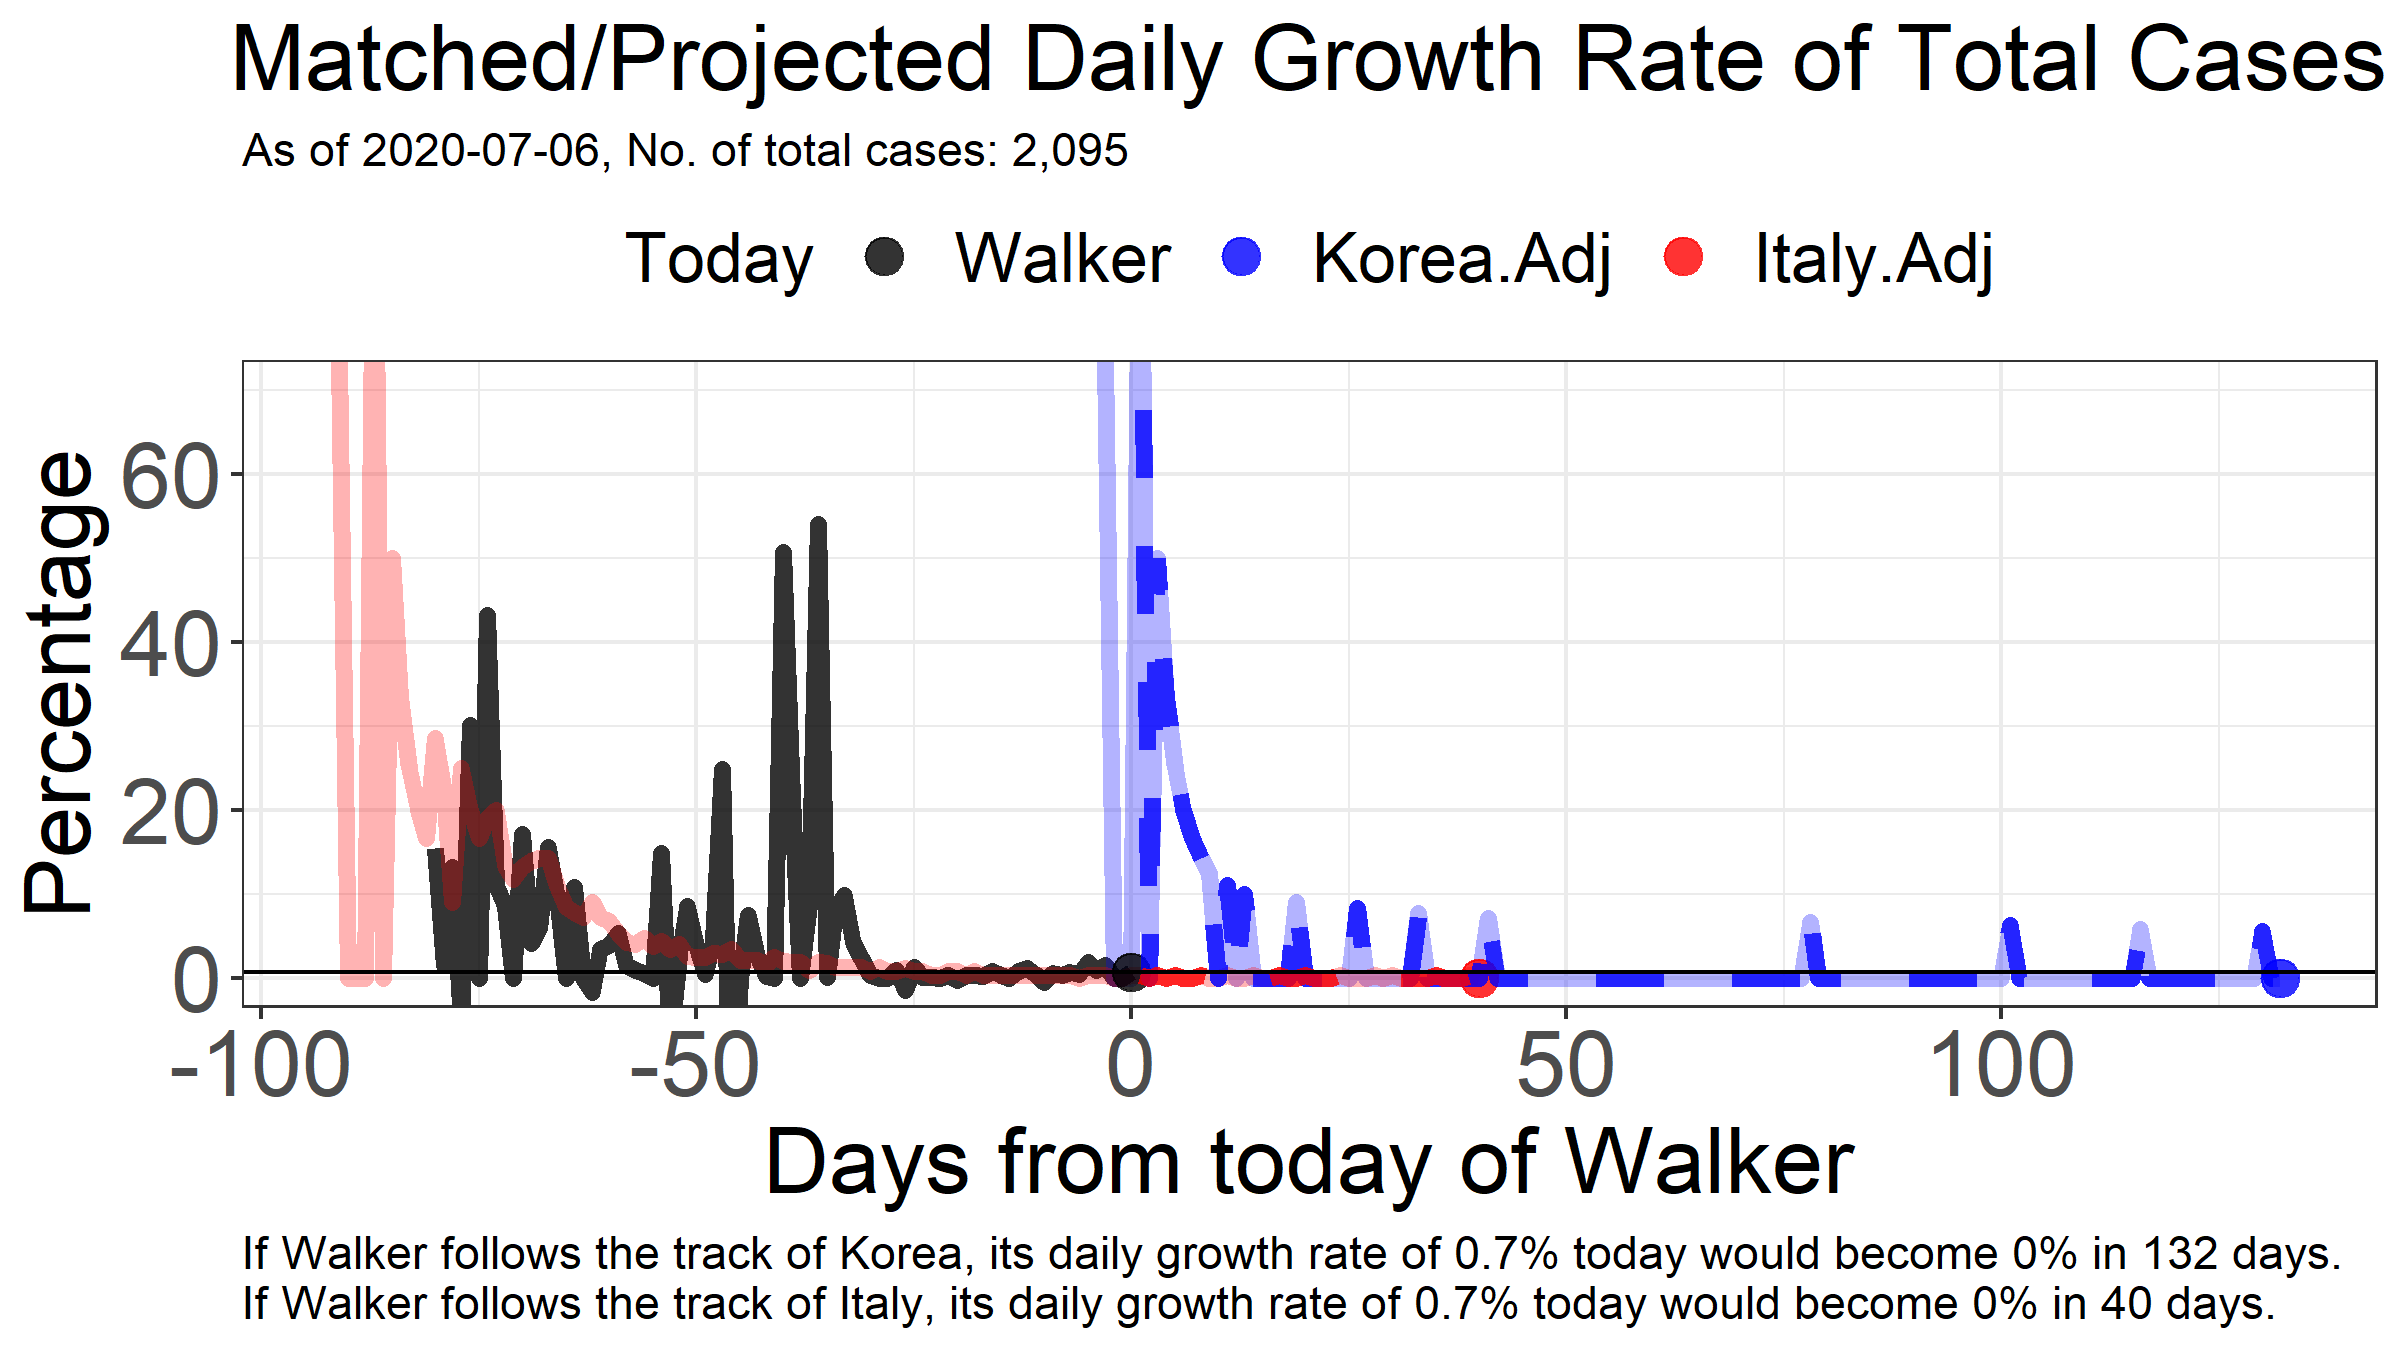 Matched/Projected Daily Growth Rate of Total Cases
As of 2020-07-06, No. of total cases: 2,095
Today Walker Korea.Adj Italy.Adj
Percentage
60
40
20
0
-100 -50 0 50 100
Days from today of Walker
If Walker follows the track of Korea, its daily growth rate of 0.7% today would become 0% in 132 days.
If Walker follows the track of Italy, its daily growth rate of 0.7% today would become 0% in 40 days.